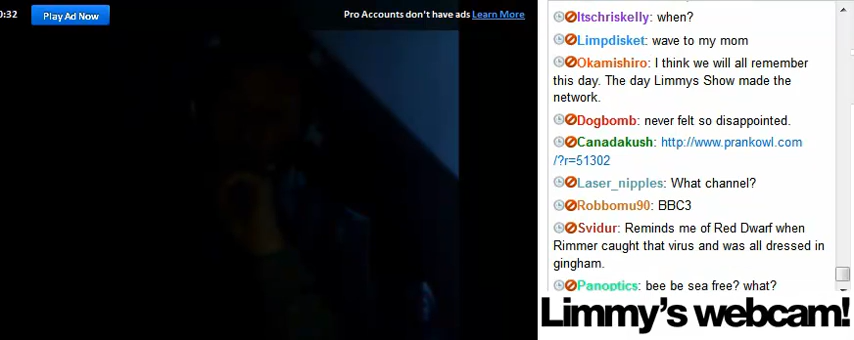 0:32
Play Ad Now
Pro Accounts don't have ads Learn More
Itschriskelly: when?
Limpdisket: wave to my mom
Okamishiro: I think we will all remember
this day. The day Limmys Show made the
network.
Dogbomb: never felt so disappointed.
Canadakush: http://www.prankowl.com
/?r=51302
Laser_nipples: What channel?
Robbomu90: BBC3
Svidur: Reminds me of Red Dwarf when
Rimmer caught that virus and was all dressed in
gingham.
Panoptics: bee be sea free? what?
Limmy's webcam!